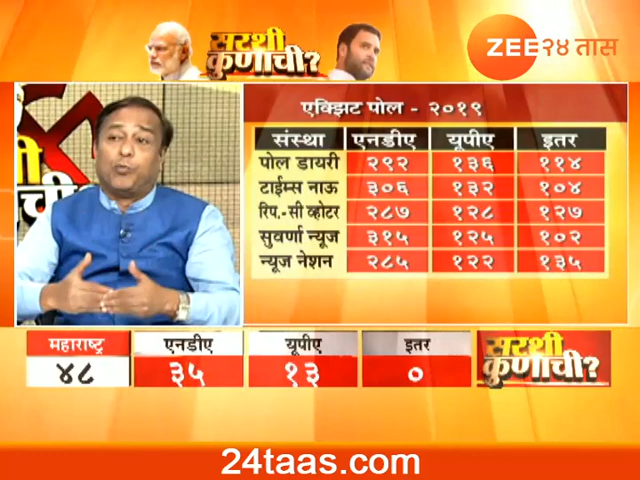 सरशी
कुणाची?
ZEE २४ तास
एक्झिट पोल - २०१९
संस्था एनडीए यूपीए इतर
पोल डायरी २९२ १३६ ११४
टाईम्स नाऊ ३०६ १३२ १०४
रिप.- सी व्होटर २८७ १२८ १२७
सुवर्णा न्यूज ३१५ १२५ १०२
न्यूज नेशन २८५ १२२ १३५
शी
ची
महाराष्ट्र एनडीए यूपीए इतर
४८ ३५ १३ ०
सरशी
कुणाची?
24taas.com